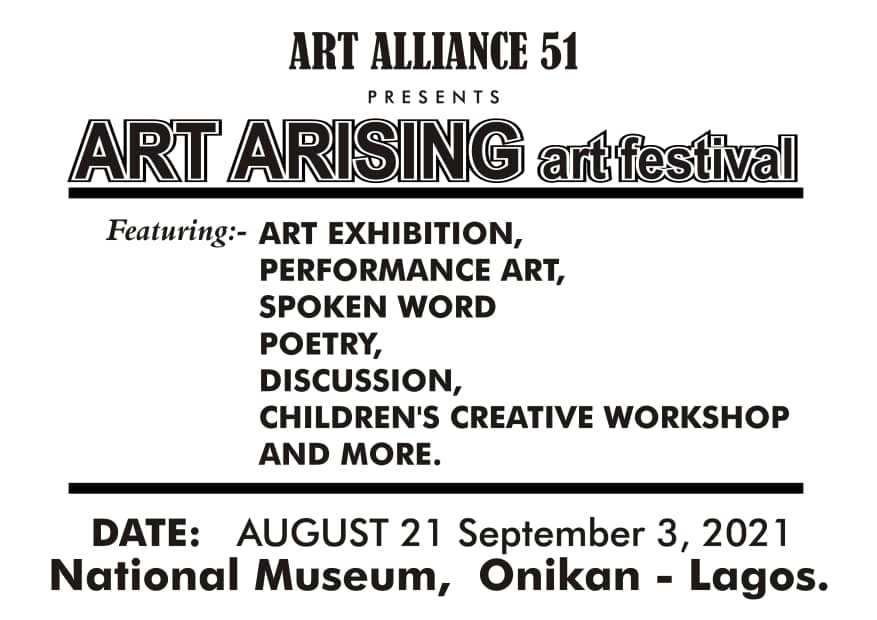 ART ALLIANCE 51
PRESENTS
ART ARISING art festival
Featuring:- ART EXHIBITION,
PERFORMANCE ART,
SPOKEN WORD
POETRY,
DISCUSSION,
CHILDREN'S CREATIVE WORKSHOP
AND MORE.
DATE: AUGUST 21 September 3, 2021
National Museum, Onikan - Lagos.